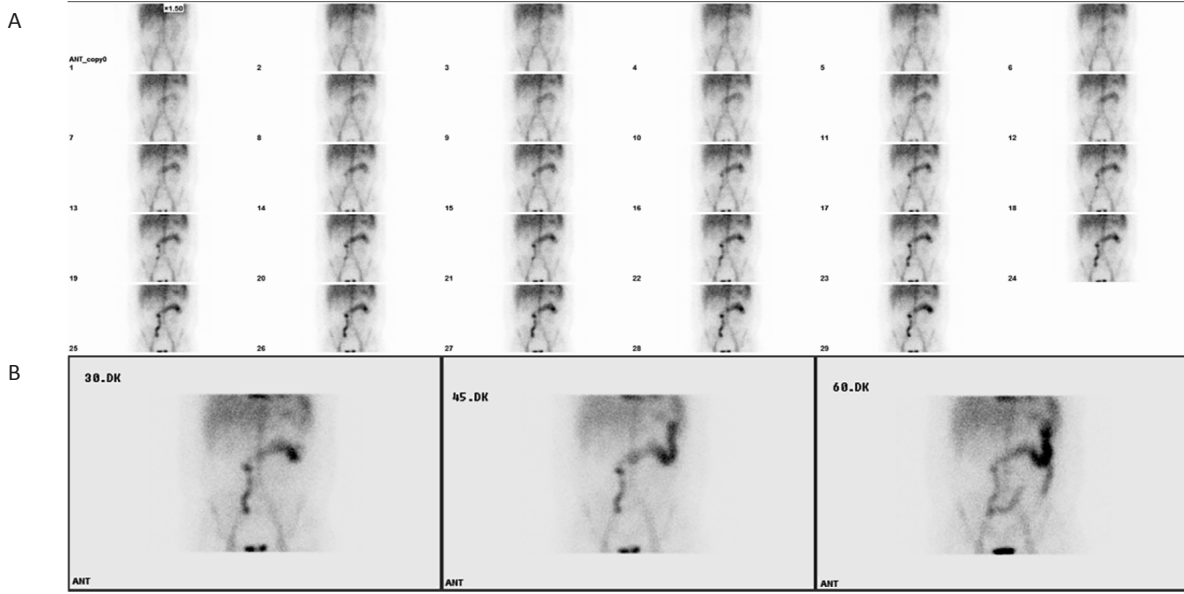 A
×1.50
ANT_copy0
1 2 3 4 5 6
7 8 9 10 11 12
13 14 15 16 17 18
19 20 21 22 23 24
25 26 27 28 29
B
30.DK 45.DK 60.DK
ANT ANT ANT